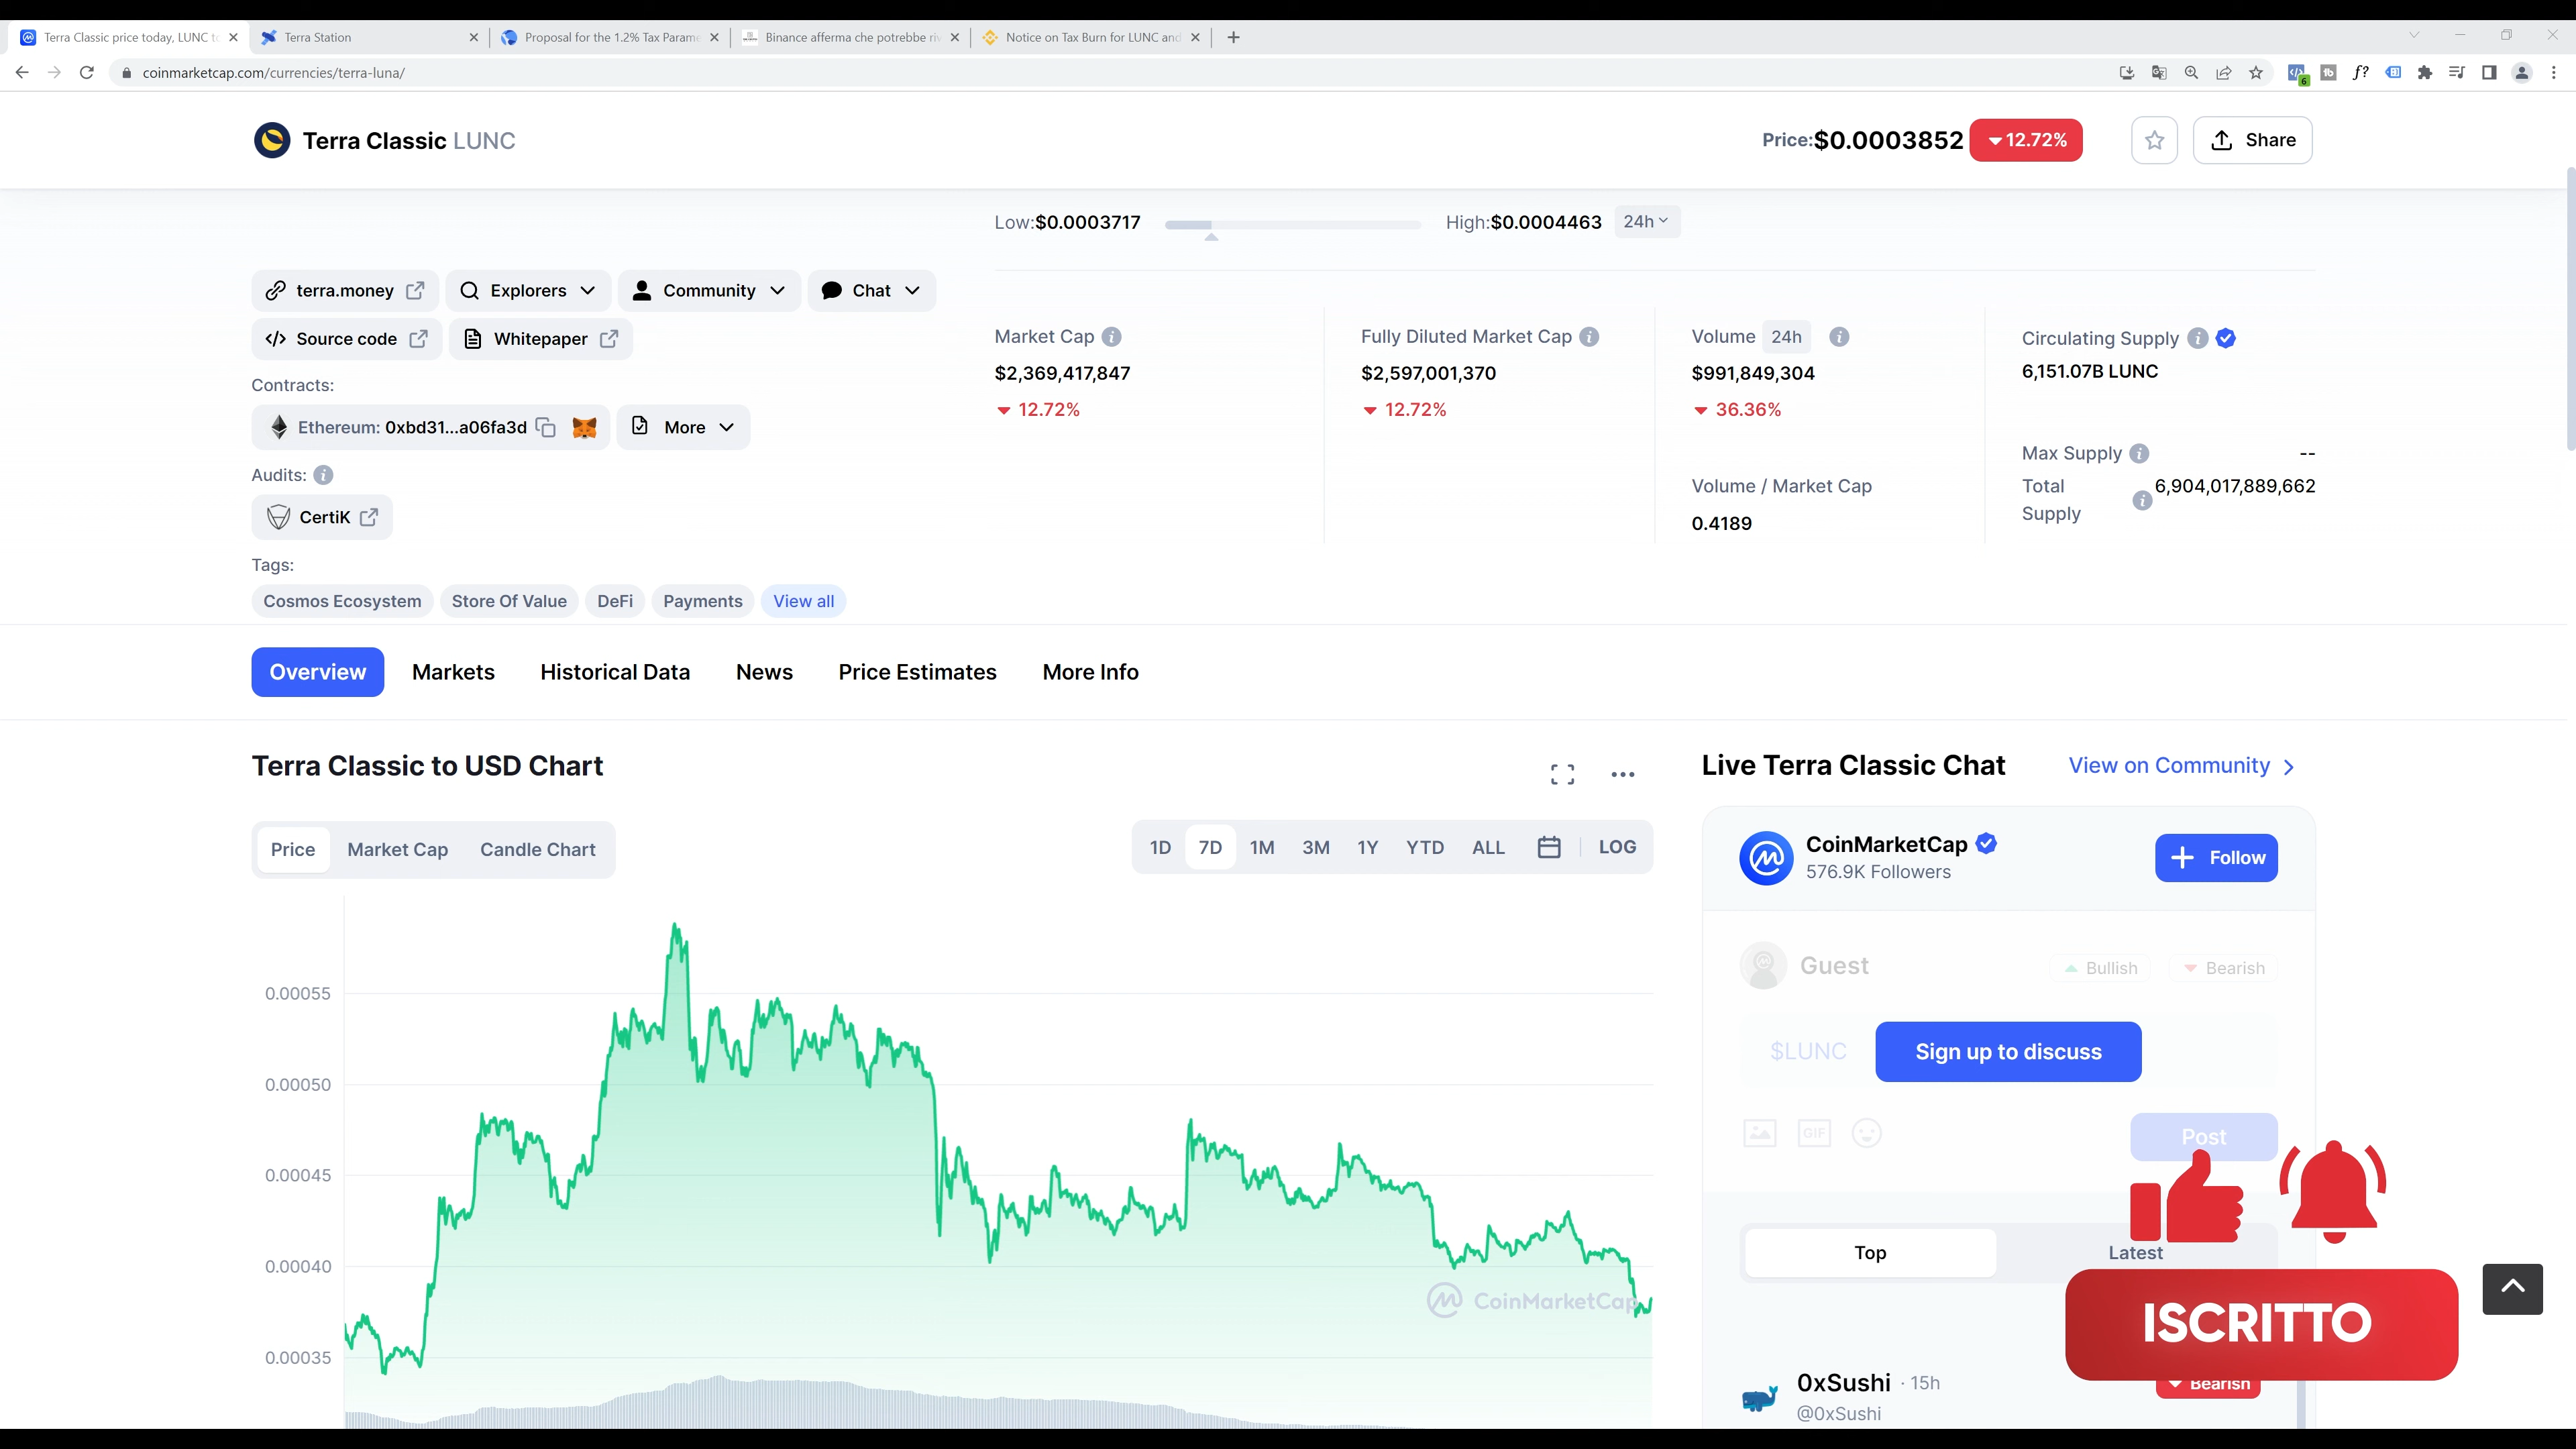 Terra Classic price today, LUNC to
Terra Station
Proposal for the 1.2% Tax Parame
Binance afferma che potrebbe riv
Notice on Tax Burn for LUNC and
coinmarketcap.com/currencies/terra-luna/
6
tb
f?
Terra Classic LUNC
Price:$0.0003852
12.72%
Share
Low:$0.0003717
High:$0.0004463
24h
terra.money
Explorers
Community
Chat
Source code
Whitepaper
Contracts:
Ethereum: 0xbd31...a06fa3d
More
Audits:
CertiK
Tags:
Cosmos Ecosystem
Store Of Value
DeFi
Payments
View all
Market Cap
$2,369,417,847
12.72%
Fully Diluted Market Cap
$2,597,001,370
12.72%
Volume 24h
$991,849,304
36.36%
Volume / Market Cap
0.4189
Circulating Supply
6,151.07B LUNC
Max Supply
--
Total Supply
6,904,017,889,662
Overview
Markets
Historical Data
News
Price Estimates
More Info
Terra Classic to USD Chart
Price
Market Cap
Candle Chart
1D
7D
1M
3M
1Y
YTD
ALL
LOG
0.00055
0.00050
0.00045
0.00040
0.00035
CoinMarketCap
Live Terra Classic Chat
View on Community
CoinMarketCap
576.9K Followers
Follow
Guest
Bullish
Bearish
$LUNC
Sign up to discuss
GIF
Post
Top
Latest
ISCRITTO
0xSushi · 15h
@0xSushi
Bearish